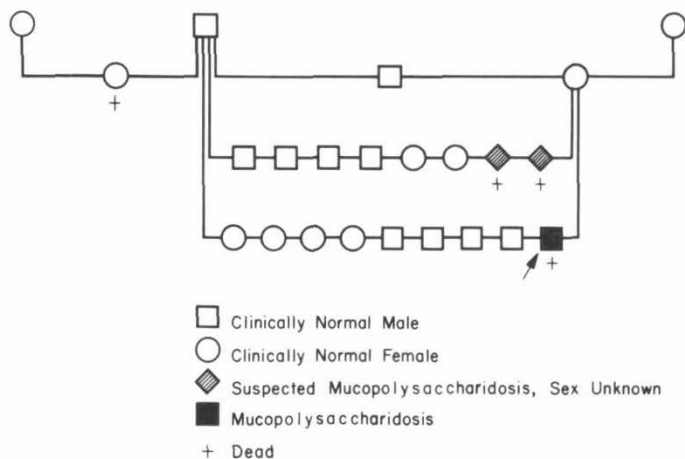 Clinically Normal Male
Clinically Normal Female
Suspected Mucopolysaccharidosis, Sex Unknown
Mucopolysaccharidosis
+ Dead